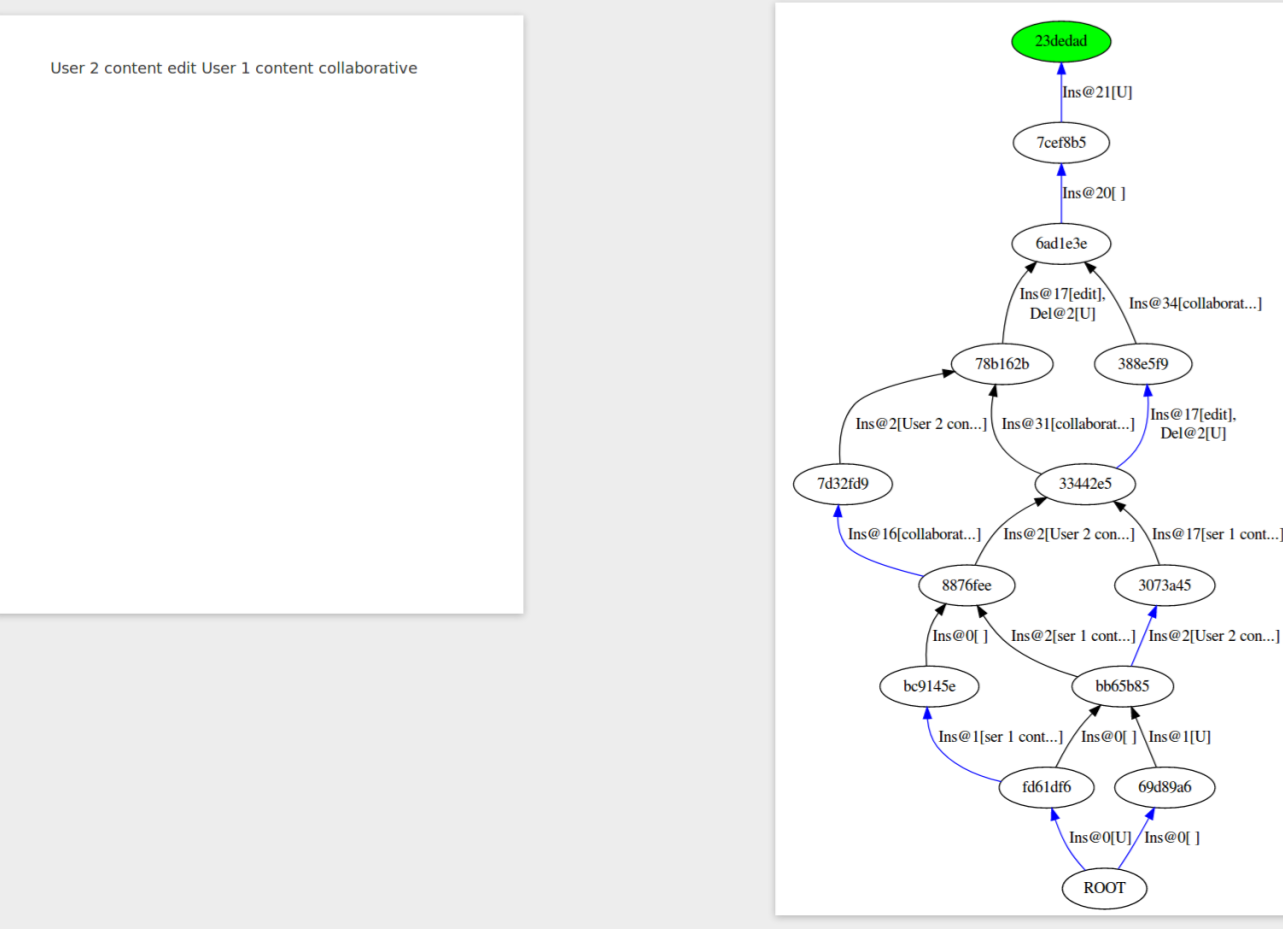 User 2 content edit User 1 content collaborative
23dedad
Ins@21[U]
7cef8b5
Ins@20[ ]
6ad1e3e
Ins@17[edit],
Del@2[U]
Ins@34[collaborat...]
78b162b
388e5f9
Ins@2[User 2 con...]
Ins@31[collaborat...]
Ins@17[edit],
Del@2[U]
7d32fd9
33442e5
Ins@16[collaborat...]
Ins@2[User 2 con...]
Ins@17[ser 1 cont...]
8876fee
3073a45
Ins@0[ ]
Ins@2[ser 1 cont...]
Ins@2[User 2 con...]
bc9145e
bb65b85
Ins@1[ser 1 cont...]
Ins@0[ ]
Ins@1[U]
fd61df6
69d89a6
Ins@0[U]
Ins@0[ ]
ROOT